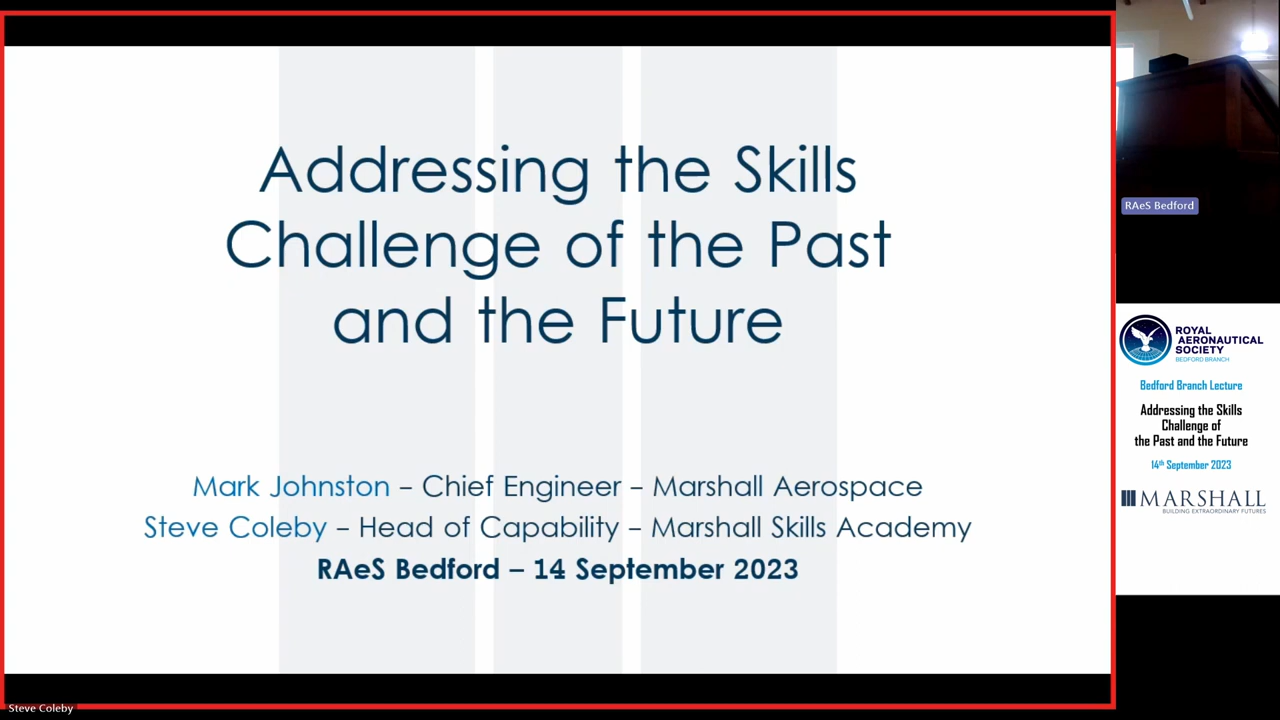 Addressing the Skills
Challenge of the Past
and the Future
Mark Johnston – Chief Engineer – Marshall Aerospace
Steve Coleby – Head of Capability – Marshall Skills Academy
RAeS Bedford – 14 September 2023
Steve Coleby
RAeS Bedford
ROYAL
AERONAUTICAL
SOCIETY
BEDFORD BRANCH
Bedford Branch Lecture
Addressing the Skills
Challenge of
the Past and the Future
14th September 2023
MARSHALL
BUILDING EXTRAORDINARY FUTURES